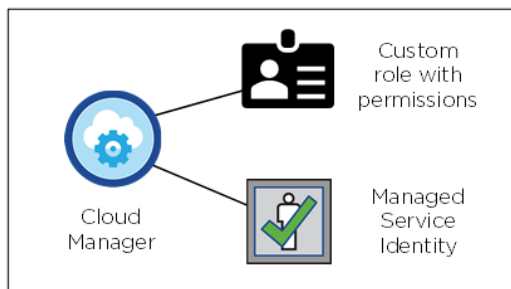 Custom
role with
permissions
Cloud
Manager
Managed
Service
Identity